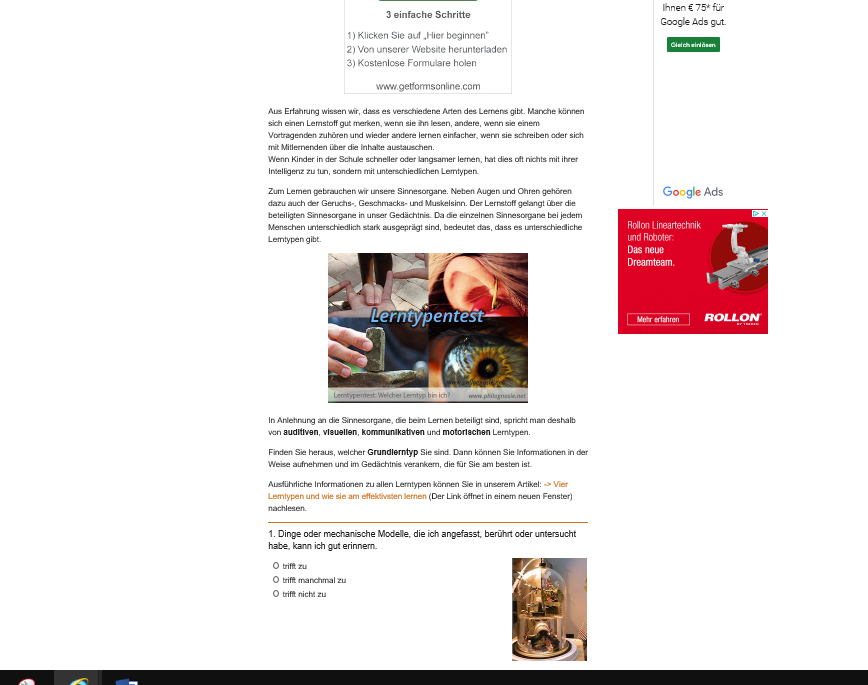 3 einfache Schritte
1) Klicken Sie auf „Hier beginnen”
2) Von unserer Website herunterladen
3) Kostenlose Formulare holen
www.getformsonline.com
Aus Erfahrung wissen wir, dass es verschiedene Arten des Lernens gibt. Manche können
sich einen Lernstoff gut merken, wenn sie ihn lesen, andere, wenn sie einem
Vortragenden zuhören und wieder andere lernen einfacher, wenn sie schreiben oder sich
mit Mitlernenden über die Inhalte austauschen.
Wenn Kinder in der Schule schneller oder langsamer lernen, hat dies oft nichts mit ihrer
Intelligenz zu tun, sondern mit unterschiedlichen Lerntypen.
Zum Lernen gebrauchen wir unsere Sinnesorgane. Neben Augen und Ohren gehören
dazu auch der Geruchs-, Geschmacks- und Muskelsinn. Der Lernstoff gelangt über die
beteiligten Sinnesorgane in unser Gedächtnis. Da die einzelnen Sinnesorgane bei jedem
Menschen unterschiedlich stark ausgeprägt sind, bedeutet das, dass es unterschiedliche
Lerntypen gibt.
Lerntypentest
www.philognosie.net
Lerntypentest: Welcher Lerntyp bin ich?
www.philognosie.net
In Anlehnung an die Sinnesorgane, die beim Lernen beteiligt sind, spricht man deshalb
von auditiven, visuellen, kommunikativen und motorischen Lerntypen.
Finden Sie heraus, welcher Grundlerntyp Sie sind. Dann können Sie Informationen in der
Weise aufnehmen und im Gedächtnis verankern, die für Sie am besten ist.
Ausführliche Informationen zu allen Lerntypen können Sie in unserem Artikel: -> Vier
Lerntypen und wie sie am effektivsten lernen (Der Link öffnet in einem neuen Fenster)
nachlesen.
1. Dinge oder mechanische Modelle, die ich angefasst, berührt oder untersucht
habe, kann ich gut erinnern.
trifft zu
trifft manchmal zu
trifft nicht zu
Ihnen € 75* für
Google Ads gut.
Gleich einlösen.
Google Ads
Rollon Lineartechnik
und Roboter:
Das neue
Dreamteam.
Mehr erfahren
ROLLON